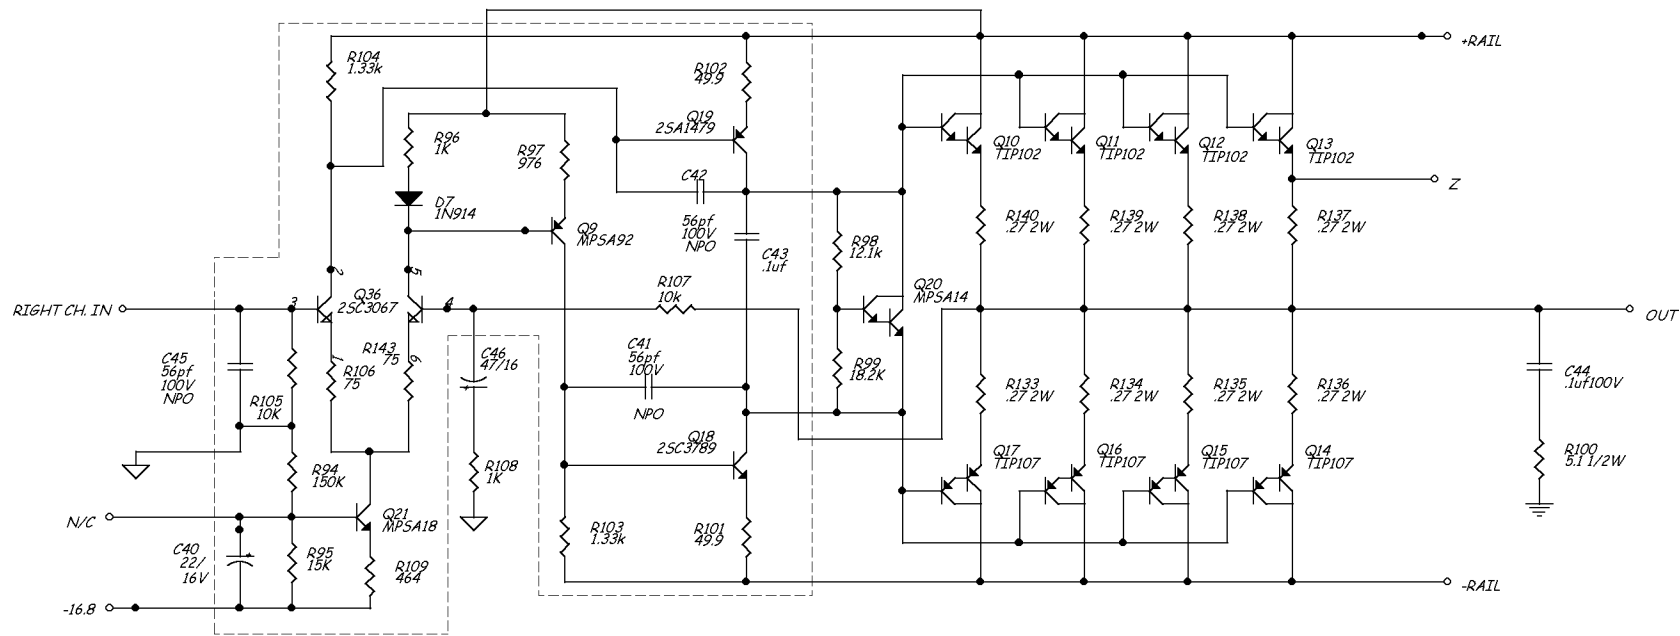 R104
1.33k
R102
49.9
+RAIL
Q19
2SA1479
R96
1K
R97
976
Q10
TIP102
Q11
TIP102
Q12
TIP102
Q13
TIP102
C42
56pf
100V
NPO
Z
D7
1N914
Q9
MPSA92
R140
.27 2W
R139
.27 2W
R138
.27 2W
R137
.27 2W
R98
12.1k
C43
.1uf
2
5
R107
10k
Q20
MPSA14
RIGHT CH. IN
3
Q36
2SC3067
4
OUT
C45
56pf
100V
NPO
R143
75
1
R106
75
6
C46
47/16
C41
56pf
100V
NPO
R99
18.2K
R133
.27 2W
R134
.27 2W
R135
.27 2W
R136
.27 2W
C44
.1uf100V
R105
10K
Q18
2SC3789
R94
150K
R108
1K
Q17
TIP107
Q16
TIP107
Q15
TIP107
Q14
TIP107
R100
5.1 1/2W
N/C
Q21
MPSA18
R103
1.33k
R101
49.9
C40
22/
16V
+
R95
15K
R109
464
-RAIL
-16.8